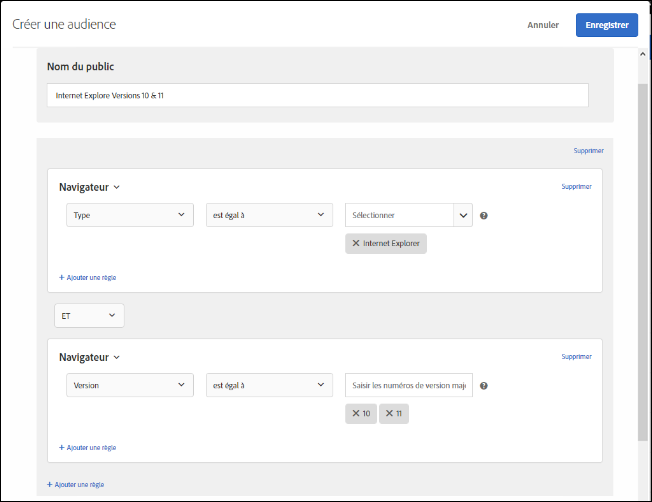 Créer une audience
Annuler
Enregistrer
Nom du public
Internet Explore Versions 10 & 11
Supprimer
Navigateur
Supprimer
Type
est égal à
Sélectionner
Internet Explorer
+ Ajouter une règle
ET
Navigateur
Supprimer
Version
est égal à
Saisir les numéros de version maje
10
11
+ Ajouter une règle
+ Ajouter une règle